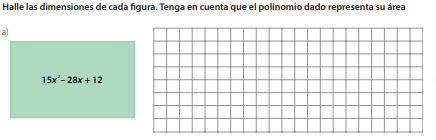 Halle las dimensiones de cada figura. Tenga en cuenta que el polinomio dado representa su área
a)
15x² – 28x + 12